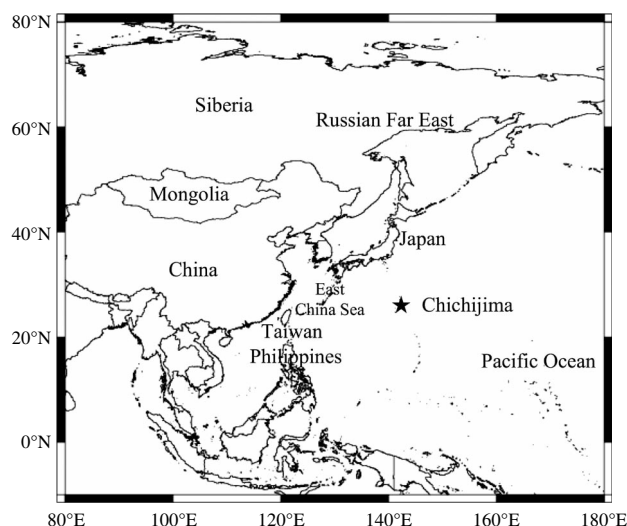 80°N
Siberia
Russian Far East
60°N
Mongolia
40°N
Japan
China
East
China Sea
Chichijima
20°N
Taiwan
Philippines
Pacific Ocean
0°N
80°E
100°E
120°E
140°E
160°E
180°E